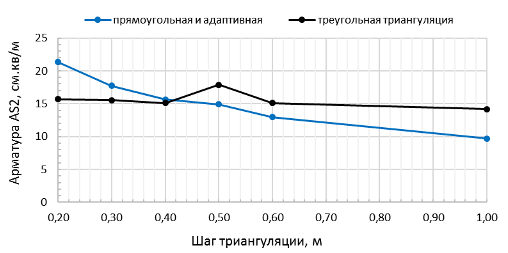 прямоугольная и адаптивная
треугольная триангуляция
Арматура AS2, см.кв/м
25
20
15
10
5
0
0,20 0,30 0,40 0,50 0,60 0,70 0,80 0,90 1,00
Шаг триангуляции, м